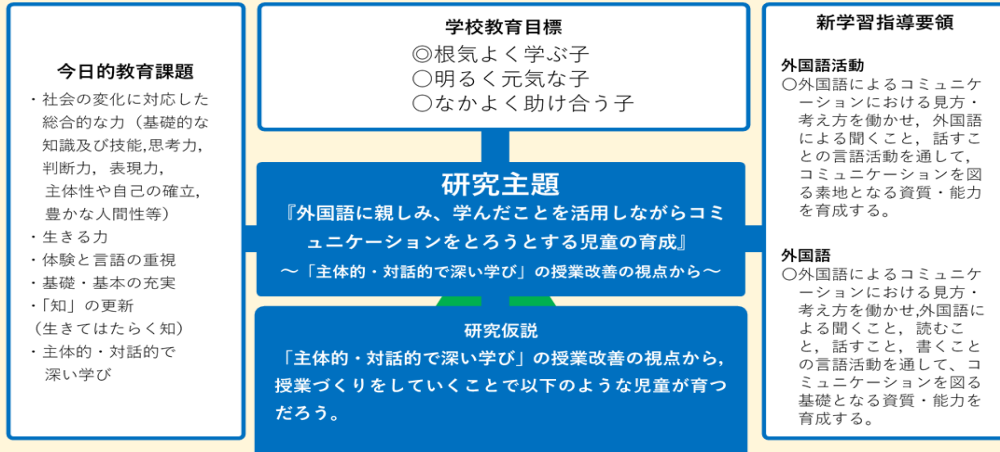 今日的教育課題
・社会の変化に対応した
総合的な力（基礎的な
知識及び技能,思考力,
判断力，表現力，
主体性や自己の確立，
豊かな人間性等）
・生きる力
・体験と言語の重視
・基礎・基本の充実
・「知」の更新
（生きてはたらく知）
・主体的・対話的で
深い学び
学校教育目標
◎根気よく学ぶ子
○明るく元気な子
○なかよく助け合う子
研究主題
『外国語に親しみ、学んだことを活用しながらコミ
ュニケーションをとろうとする児童の育成』
～「主体的・対話的で深い学び」の授業改善の視点から～
研究仮説
「主体的・対話的で深い学び」の授業改善の視点から，
授業づくりをしていくことで以下のような児童が育つ
だろう。
新学習指導要領
外国語活動
○外国語によるコミュニケ
ーションにおける見方・
考え方を働かせ，外国語
による聞くこと，話すこ
との言語活動を通して，
コミュニケーションを図
る素地となる資質・能力
を育成する。
外国語
○外国語によるコミュニケ
ーションにおける見方・
考え方を働かせ,外国語に
よる聞くこと，読むこ
と，話すこと，書くこと
の言語活動を通して、コ
ミュニケーションを図る
基礎となる資質・能力を
育成する。